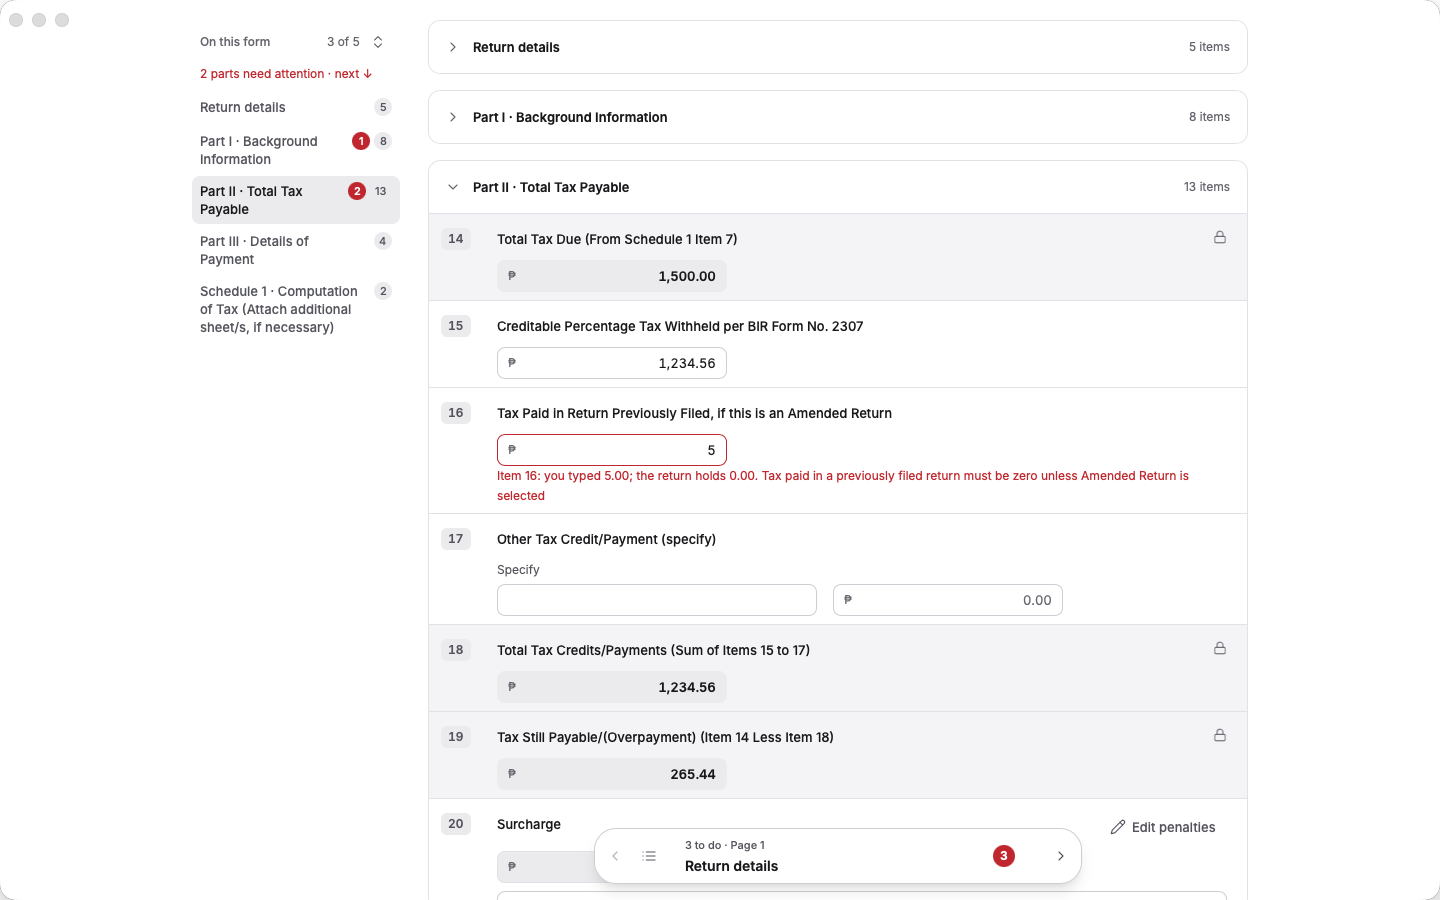 On this form
3 of 5
2 parts need attention · next ↓
Return details
5
Part I · Background
Information
1
8
Part II · Total Tax
Payable
2
13
Part III · Details of
Payment
4
Schedule 1 · Computation
of Tax (Attach additional
sheet/s, if necessary)
2
Return details
5 items
Part I · Background Information
8 items
Part II · Total Tax Payable
13 items
14
Total Tax Due (From Schedule 1 Item 7)
₱ 1,500.00
15
Creditable Percentage Tax Withheld per BIR Form No. 2307
₱ 1,234.56
16
Tax Paid in Return Previously Filed, if this is an Amended Return
₱ 5
Item 16: you typed 5.00; the return holds 0.00. Tax paid in a previously filed return must be zero unless Amended Return is
selected
17
Other Tax Credit/Payment (specify)
Specify
₱ 0.00
18
Total Tax Credits/Payments (Sum of Items 15 to 17)
₱ 1,234.56
19
Tax Still Payable/(Overpayment) (Item 14 Less Item 18)
₱ 265.44
20
Surcharge
Edit penalties
₱
3 to do · Page 1
Return details
3